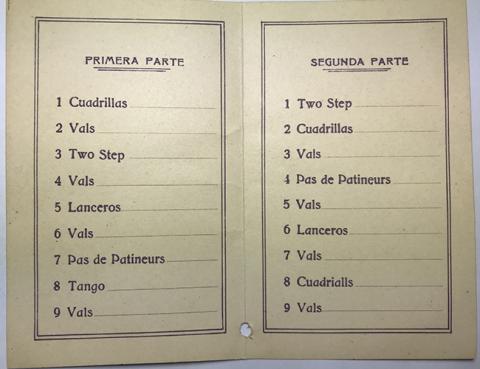 PRIMERA PARTE
1 Cuadrillas
2 Vals
3 Two Step
4 Vals
5 Lanceros
6 Vals
7 Pas de Patineurs
8 Tango
9 Vals
SEGUNDA PARTE
1 Two Step
2 Cuadrillas
3 Vals
4 Pas de Patineurs
5 Vals
6 Lanceros
7 Vals
8 Cuadrialls
9 Vals